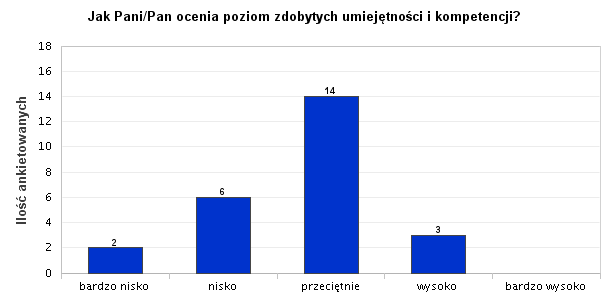 Jak Pani/Pan ocenia poziom zdobytych umiejętności i kompetencji?
Ilość ankietowanych
18
16
14
12
10
8
6
4
2
0
2
6
14
3
bardzo nisko
nisko
przeciętnie
wysoko
bardzo wysoko